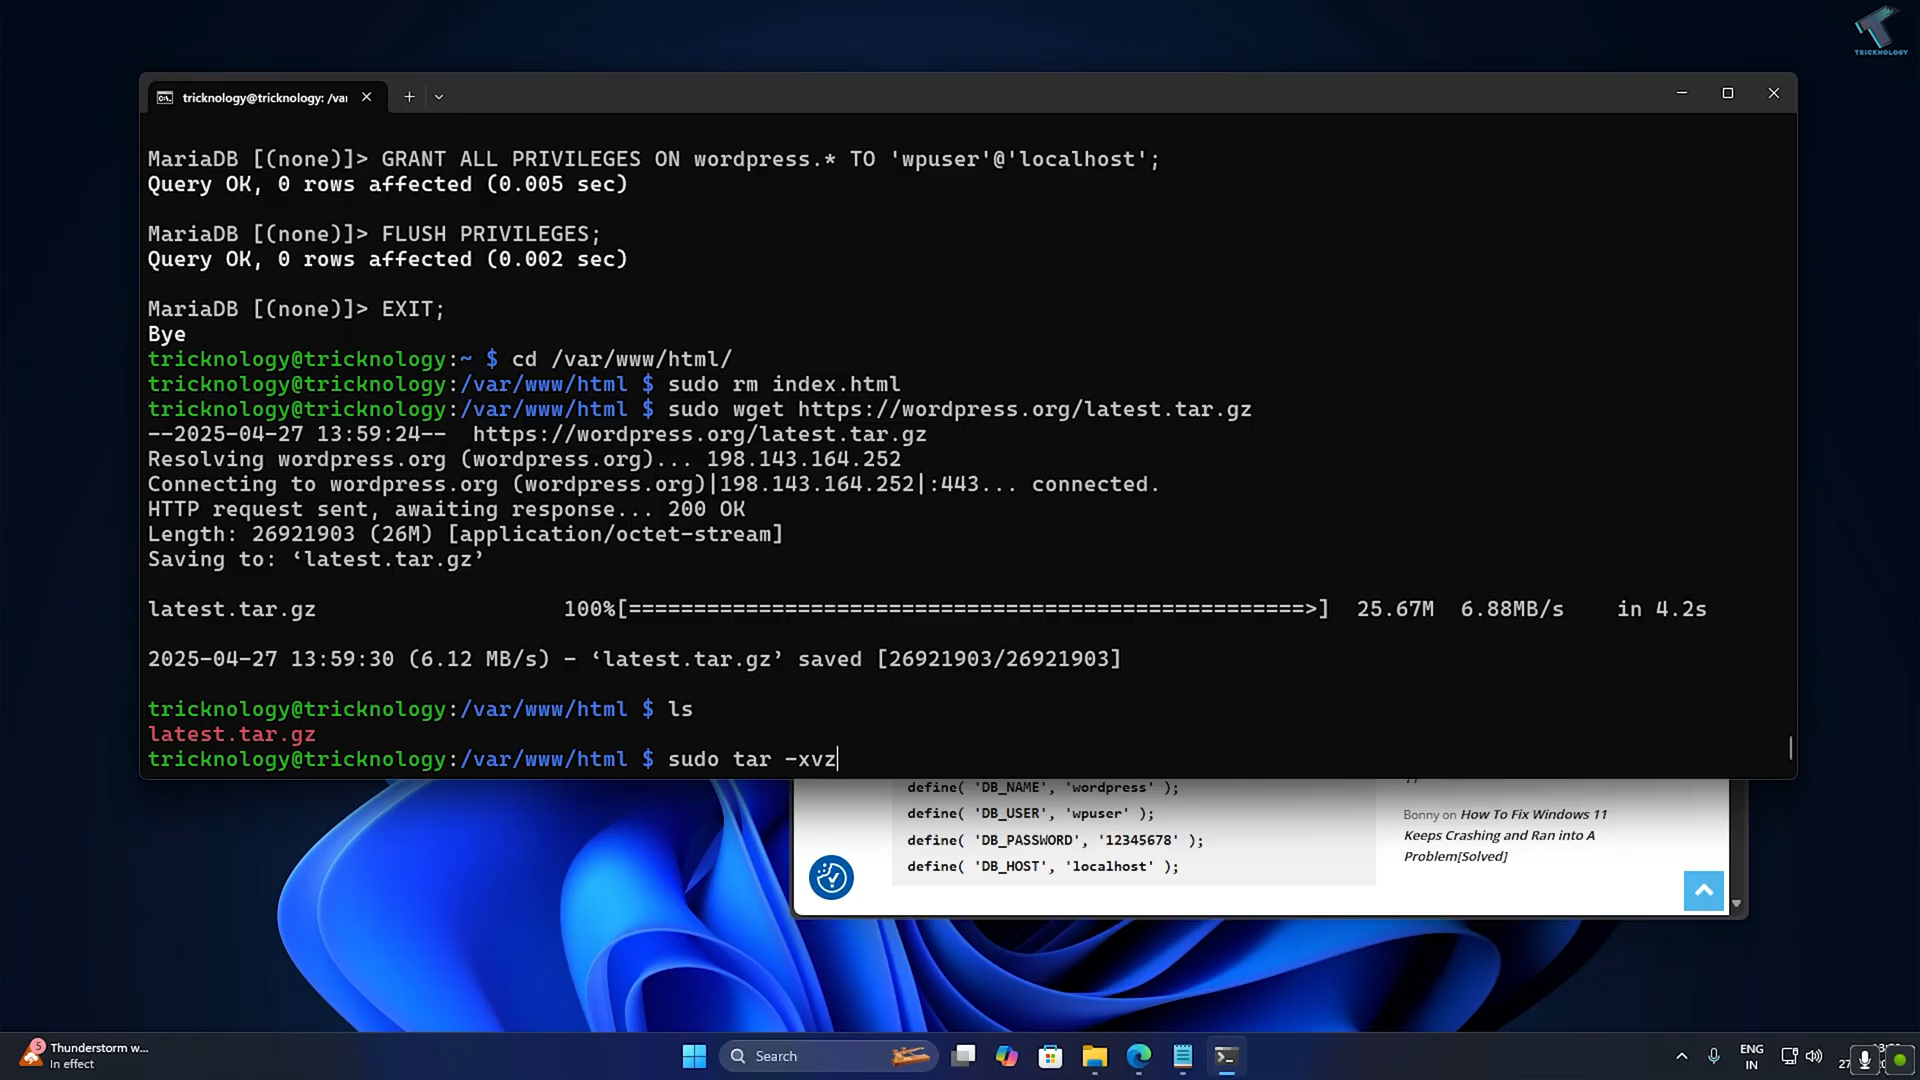 TRICKNOLOGY
tricknology@tricknology: /va
MariaDB [(none)]> GRANT ALL PRIVILEGES ON wordpress.* TO 'wpuser'@'localhost';
Query OK, 0 rows affected (0.005 sec)
MariaDB [(none)]> FLUSH PRIVILEGES;
Query OK, 0 rows affected (0.002 sec)
MariaDB [(none)]> EXIT;
Bye
tricknology@tricknology:~ $ cd /var/www/html/
tricknology@tricknology:/var/www/html $ sudo rm index.html
tricknology@tricknology:/var/www/html $ sudo wget https://wordpress.org/latest.tar.gz
--2025-04-27 13:59:24--  https://wordpress.org/latest.tar.gz
Resolving wordpress.org (wordpress.org)... 198.143.164.252
Connecting to wordpress.org (wordpress.org)|198.143.164.252|:443... connected.
HTTP request sent, awaiting response... 200 OK
Length: 26921903 (26M) [application/octet-stream]
Saving to: ‘latest.tar.gz’
latest.tar.gz 100%[====================================================>] 25.67M 6.88MB/s in 4.2s
2025-04-27 13:59:30 (6.12 MB/s) - ‘latest.tar.gz’ saved [26921903/26921903]
tricknology@tricknology:/var/www/html $ ls
latest.tar.gz
tricknology@tricknology:/var/www/html $ sudo tar -xvz
define( 'DB_NAME', 'wordpress' );
define( 'DB_USER', 'wpuser' );
define( 'DB_PASSWORD', '12345678' );
define( 'DB_HOST', 'localhost' );
Bonny on How To Fix Windows 11
Keeps Crashing and Ran into A
Problem[Solved]
5
Thunderstorm w...
In effect
Search
ENG
IN
27